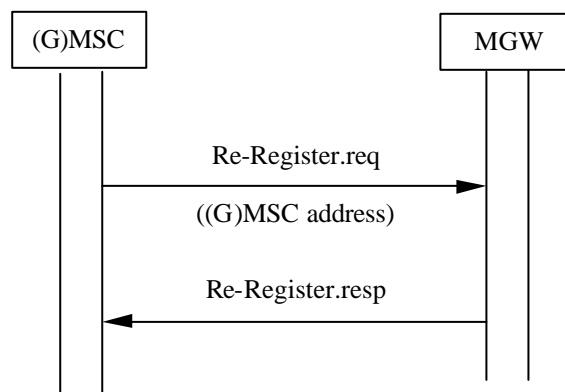 (G)MSC
MGW
Re-Register.req
((G)MSC address)
Re-Register.resp